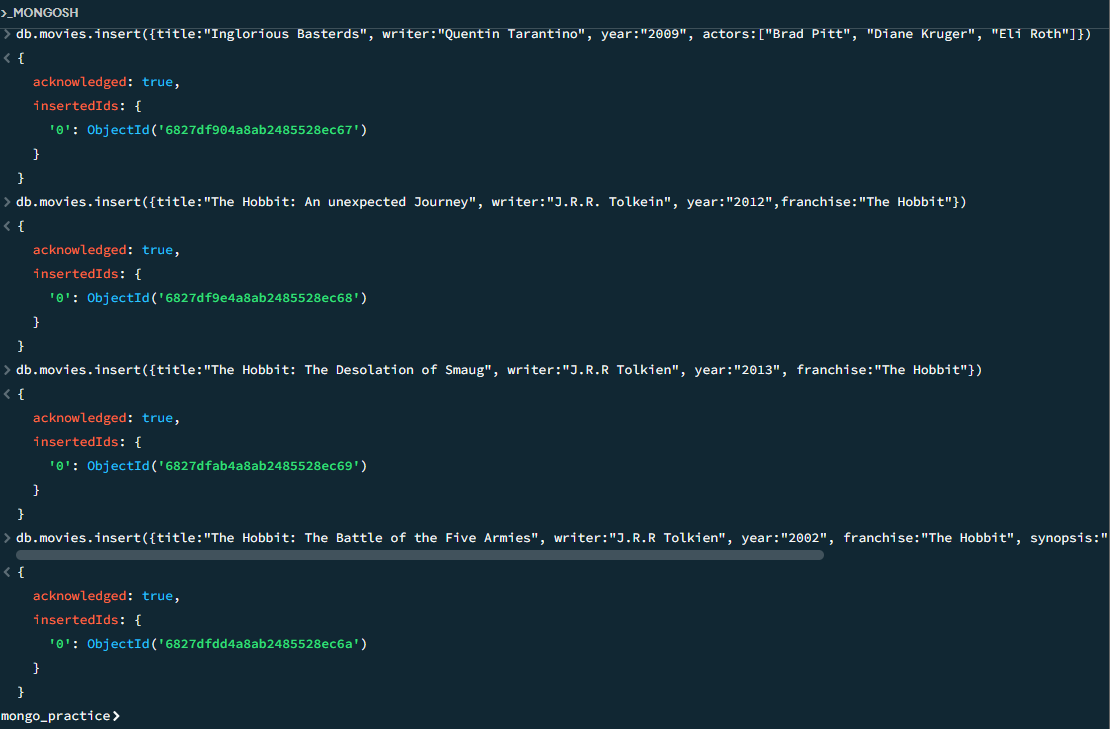 >_MONGOSH
> db.movies.insert({title:"Inglorious Basterds", writer:"Quentin Tarantino", year:"2009", actors:["Brad Pitt", "Diane Kruger", "Eli Roth"]})
< {
acknowledged: true,
insertedIds: {
'0': ObjectId('6827df904a8ab2485528ec67')
}
}
> db.movies.insert({title:"The Hobbit: An unexpected Journey", writer:"J.R.R. Tolkein", year:"2012",franchise:"The Hobbit"})
< {
acknowledged: true,
insertedIds: {
'0': ObjectId('6827df9e4a8ab2485528ec68')
}
}
> db.movies.insert({title:"The Hobbit: The Desolation of Smaug", writer:"J.R.R Tolkien", year:"2013", franchise:"The Hobbit"})
< {
acknowledged: true,
insertedIds: {
'0': ObjectId('6827dfab4a8ab2485528ec69')
}
}
> db.movies.insert({title:"The Hobbit: The Battle of the Five Armies", writer:"J.R.R Tolkien", year:"2002", franchise:"The Hobbit", synopsis:"
< {
acknowledged: true,
insertedIds: {
'0': ObjectId('6827dfdd4a8ab2485528ec6a')
}
}
mongo_practice>